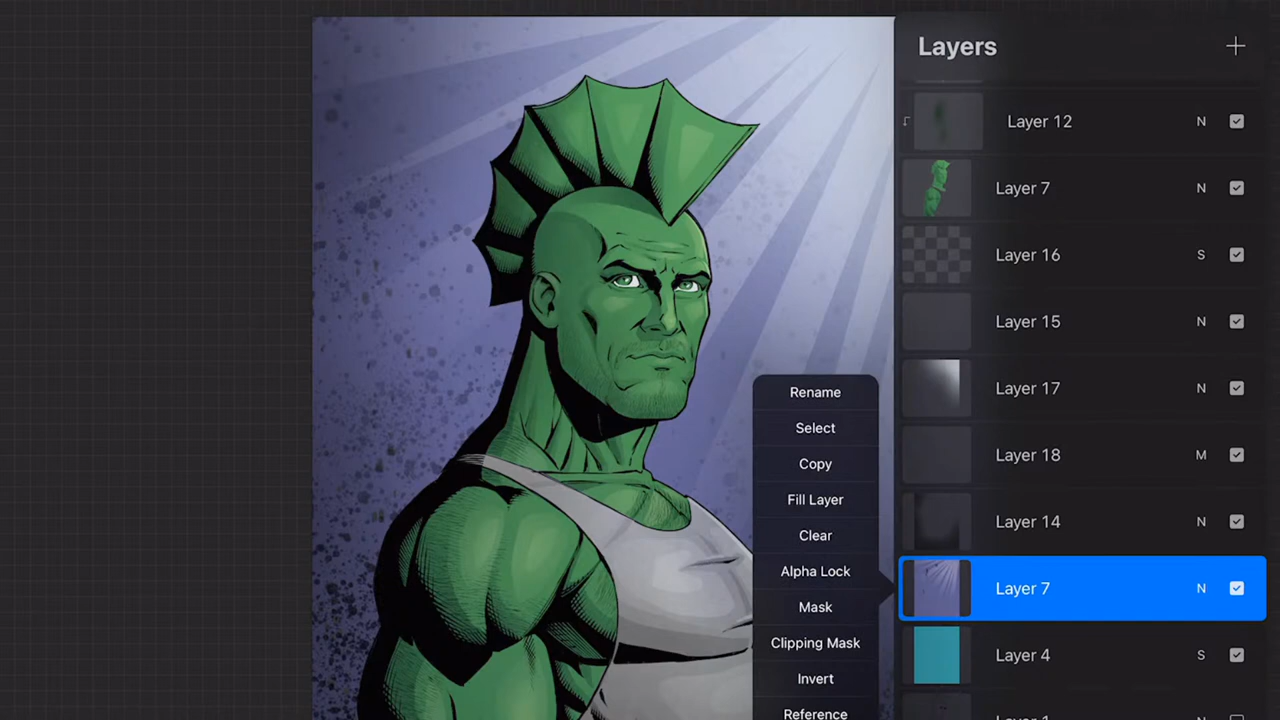 Layers
Layer 12 N
Layer 7 N
Layer 16 S
Layer 15 N
Layer 17 N
Layer 18 M
Layer 14 N
Layer 7 N
Layer 4 S
Rename
Select
Copy
Fill Layer
Clear
Alpha Lock
Mask
Clipping Mask
Invert
Reference